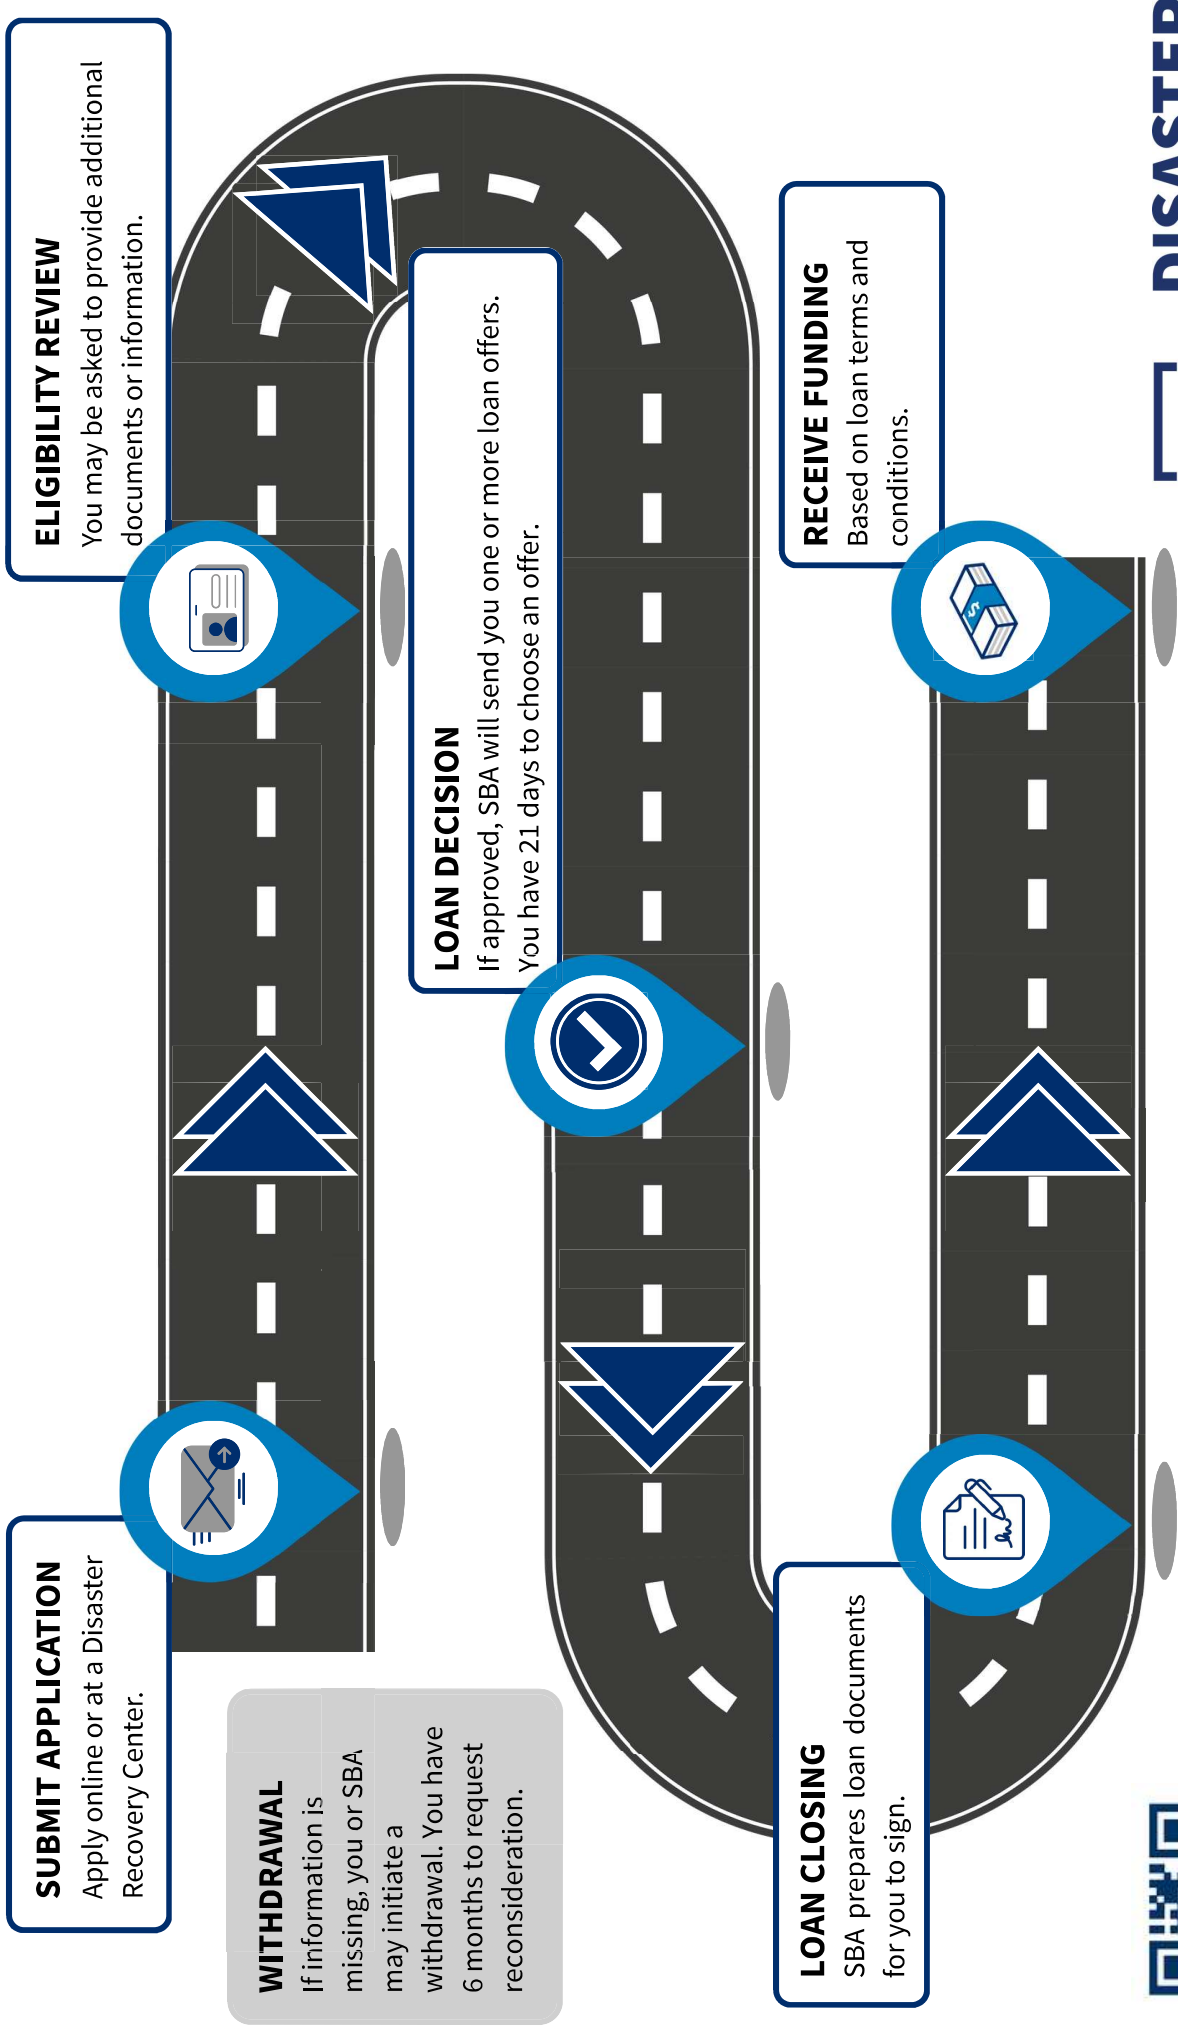 SUBMIT APPLICATION
Apply online or at a Disaster
Recovery Center.
ELIGIBILITY REVIEW
You may be asked to provide additional
documents or information.
WITHDRAWAL
If information is
missing, you or SBA
may initiate a
withdrawal. You have
6 months to request
reconsideration.
LOAN DECISION
If approved, SBA will send you one or more loan offers.
You have 21 days to choose an offer.
LOAN CLOSING
SBA prepares loan documents
for you to sign.
RECEIVE FUNDING
Based on loan terms and
conditions.
$
DISASTER